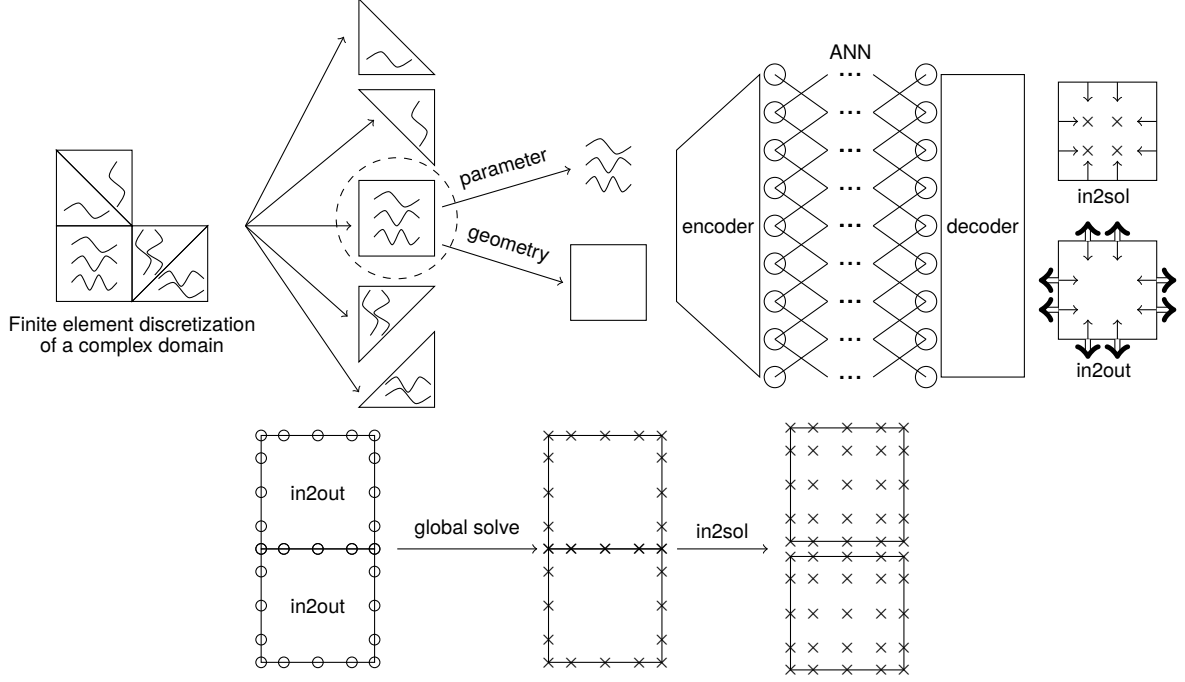 ANN
parameter
geometry
encoder
decoder
in2sol
in2out
Finite element discretization
of a complex domain
in2out
in2out
global solve
in2sol